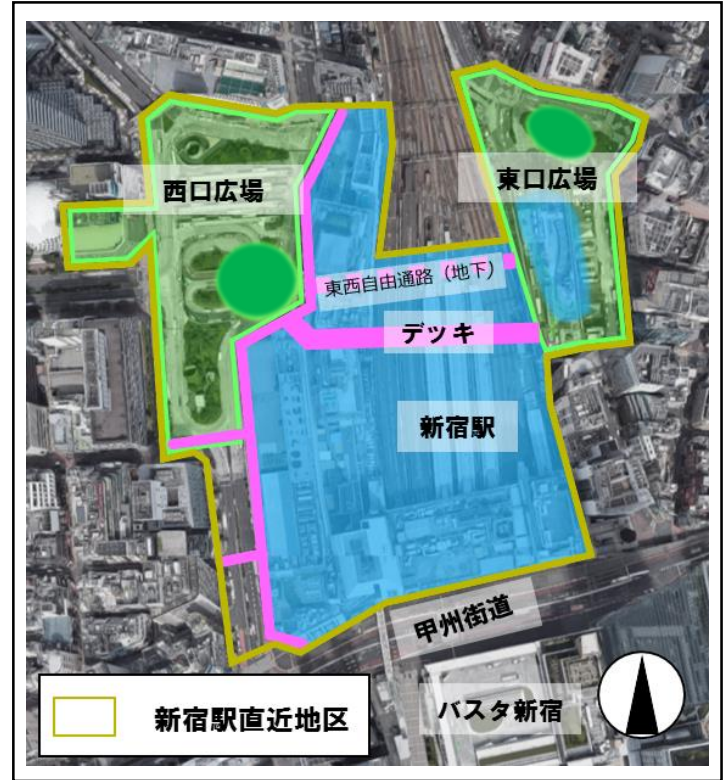 西口広場
東口広場
東西自由通路（地下）
デッキ
新宿駅
甲州街道
バスタ新宿
新宿駅直近地区